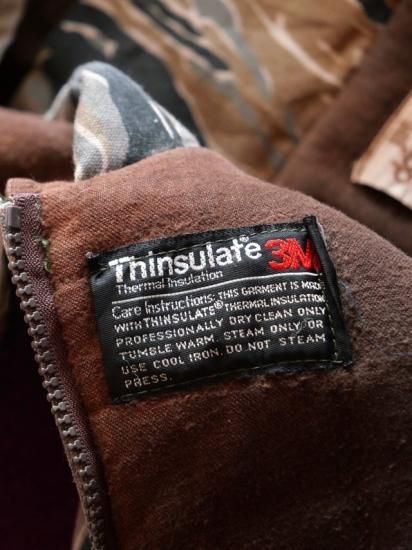 Thinsulate® 3M
Thermal Insulation
Care Instructions: THIS GARMENT IS MADE
WITH THINSULATE® THERMAL INSULATION
PROFESSIONALLY DRY CLEAN ONLY
TUMBLE WARM. STEAM ONLY OR
USE COOL IRON. DO NOT STEAM
PRESS.